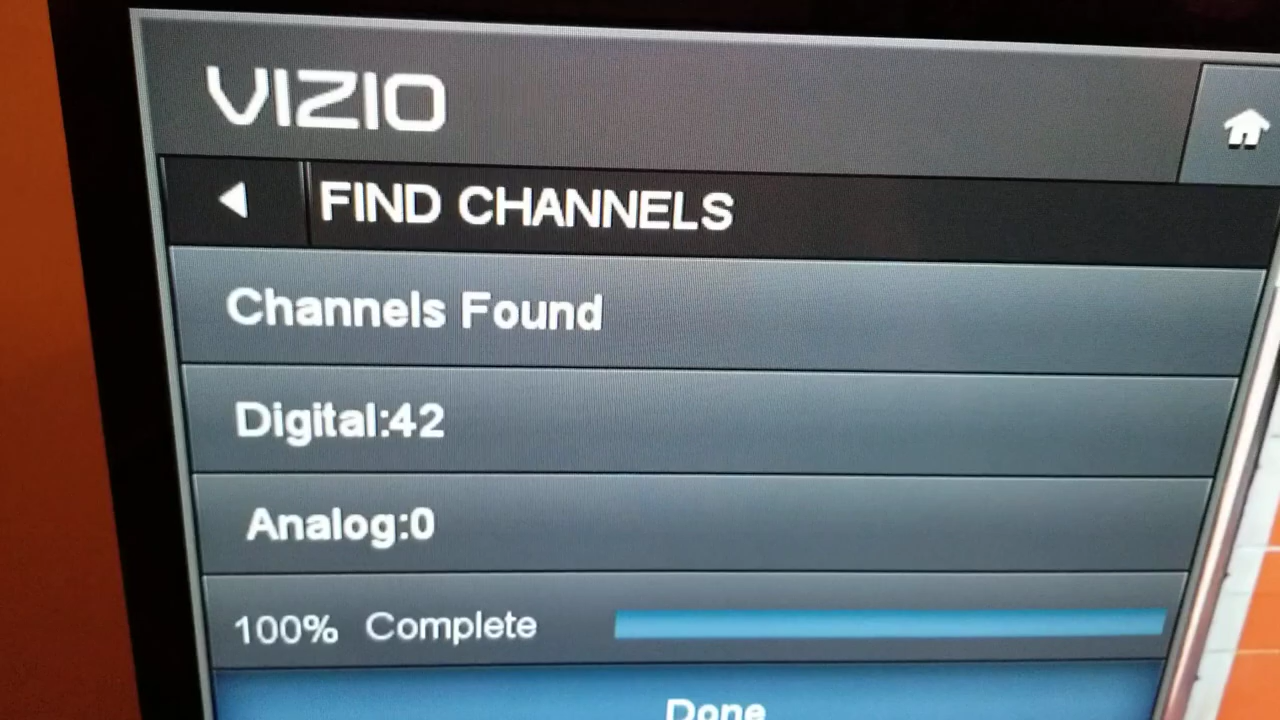 VIZIO
FIND CHANNELS
Channels Found
Digital:42
Analog:0
100% Complete
Done